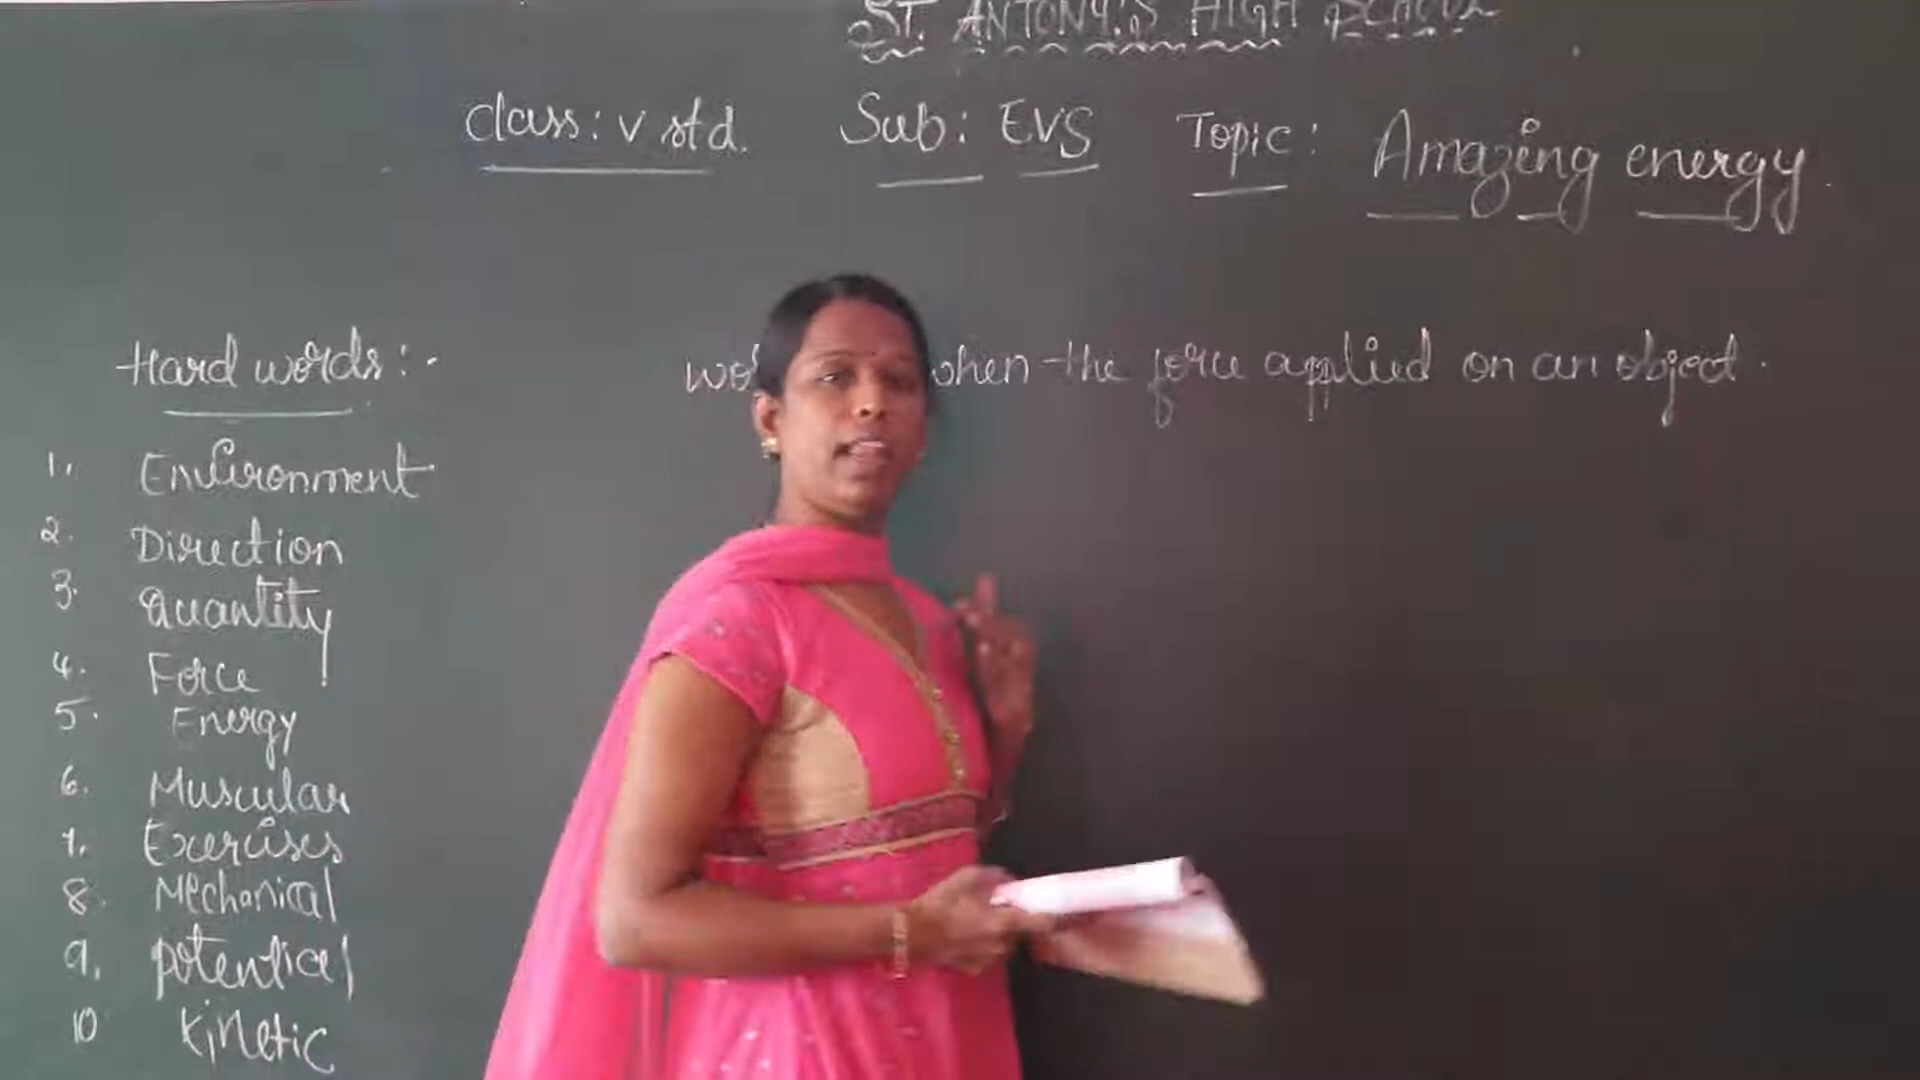 ST. ANTONY'S HIGH SCHOOL
Class: V std. Sub: EVS Topic: Amazing energy.
Hard words:-
when the force applied on an object.
1. Environment
2. Direction
3. Quantity
4. Force
5. Energy
6. Muscular
7. Exercises
8. Mechanical
9. potential
10 Kinetic